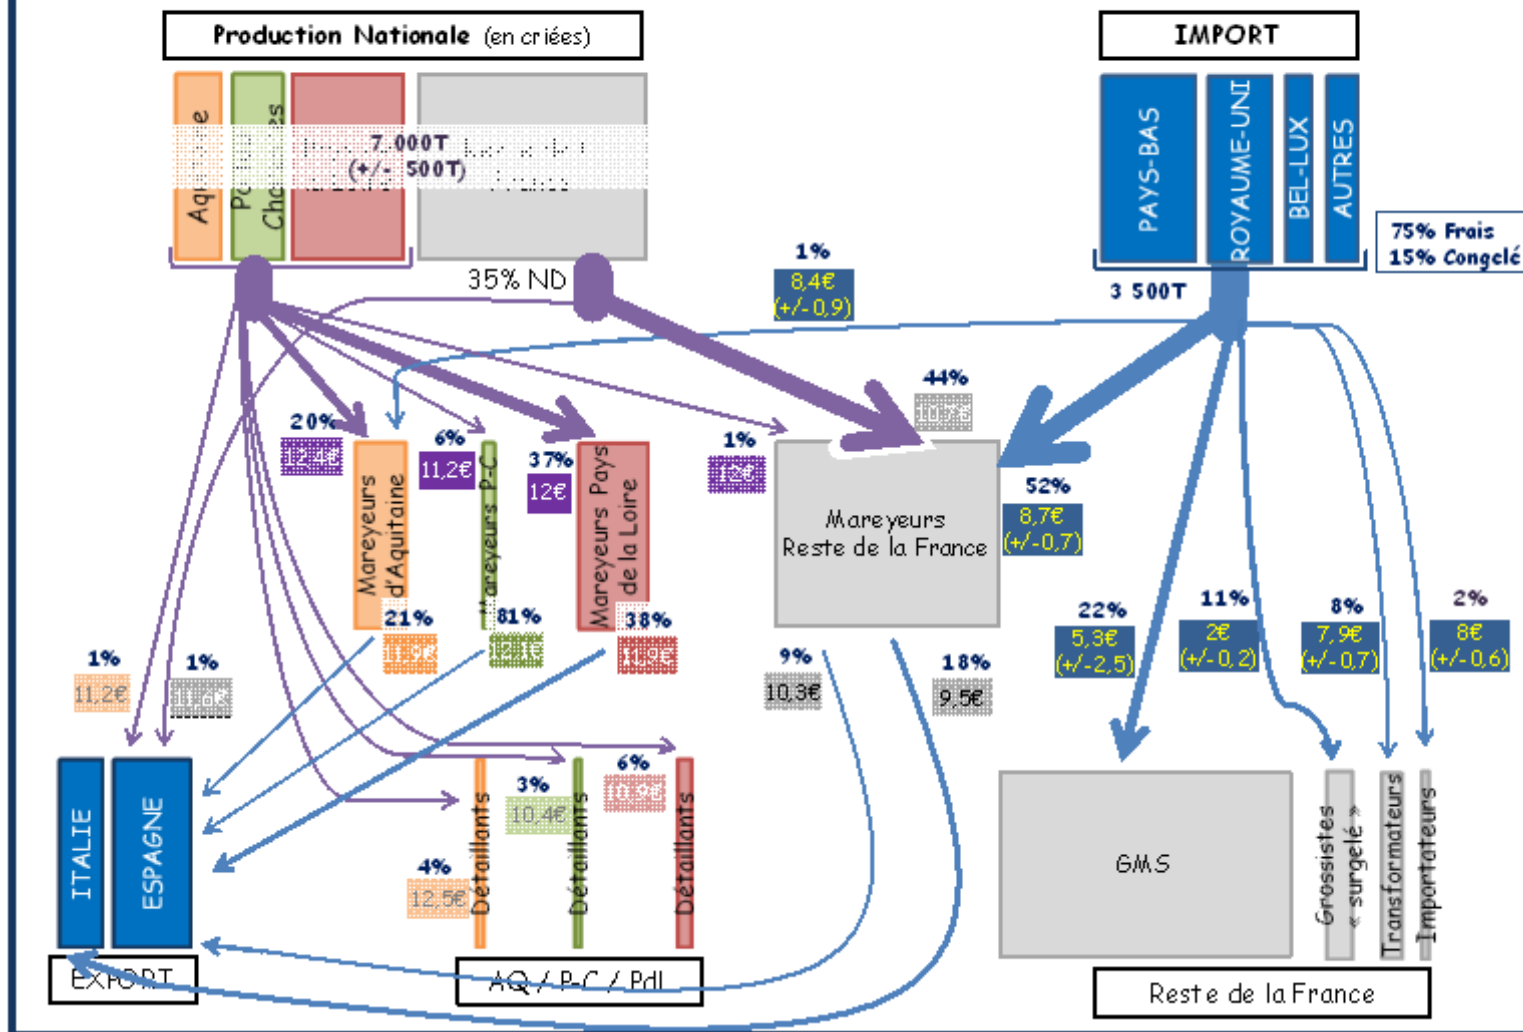 Production Nationale (en criées)
IMPORT
7 000T
(+/- 500T)
PAYS-BAS
ROYAUME-UNI
BEL-LUX
AUTRES
75% Frais
15% Congelé
35% ND
3 500T
1%
8,4€
(+/-0,9)
44%
10,7€
20%
12,4€
6%
11,2€
37%
12€
1%
12€
52%
8,7€
(+/-0,7)
Mareyeurs
d'Aquitaine
Mareyeurs P-C
Mareyeurs Pays
de la Loire
Mareyeurs
Reste de la France
21%
11,9€
81%
12,1€
38%
11,9€
1%
11,2€
1%
9%
10,3€
18%
9,5€
22%
5,3€
(+/-2,5)
11%
2€
(+/-0,2)
8%
7,9€
(+/-0,7)
2%
8€
(+/-0,6)
ITALIE
ESPAGNE
4%
12,5€
Détaillants
3%
10,4€
Détaillants
6%
10,9€
Détaillants
GMS
Grossistes
« surgelé »
Transformateurs
Importateurs
EXPORT
AQ / P-C / PdL
Reste de la France